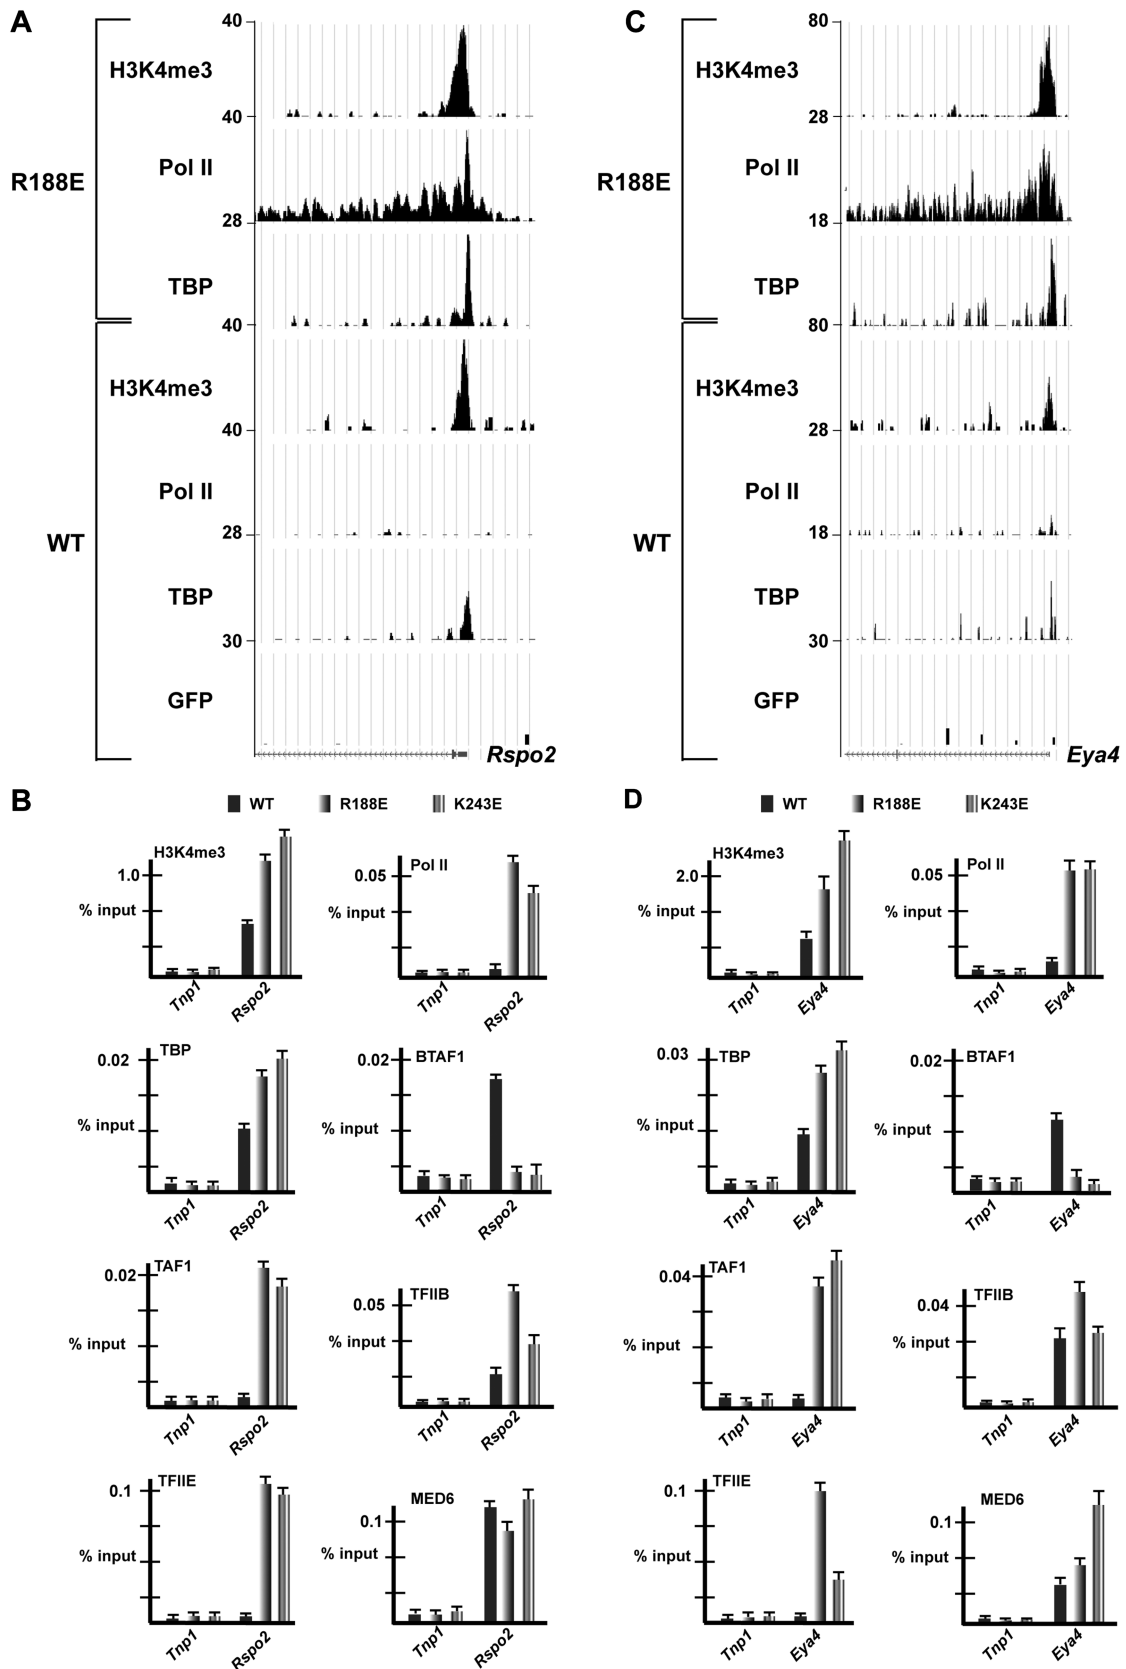 A
R188E
WT
H3K4me3
Pol II
TBP
H3K4me3
Pol II
TBP
GFP
40
40
28
40
40
28
30
Rspo2
C
R188E
WT
H3K4me3
Pol II
TBP
H3K4me3
Pol II
TBP
GFP
80
28
18
80
28
18
30
Eya4
B
WT R188E K243E
H3K4me3
1.0
% input
Tnp1 Rspo2
Pol II
0.05
% input
Tnp1 Rspo2
TBP
0.02
% input
Tnp1 Rspo2
BTAF1
0.02
% input
Tnp1 Rspo2
TAF1
0.02
% input
Tnp1 Rspo2
TFIIB
0.05
% input
Tnp1 Rspo2
TFIIE
0.1
% input
Tnp1 Rspo2
MED6
0.1
% input
Tnp1 Rspo2
D
WT R188E K243E
H3K4me3
2.0
% input
Tnp1 Eya4
Pol II
0.05
% input
Tnp1 Eya4
TBP
0.03
% input
Tnp1 Eya4
BTAF1
0.02
% input
Tnp1 Eya4
TAF1
0.04
% input
Tnp1 Eya4
TFIIB
0.04
% input
Tnp1 Eya4
TFIIE
0.1
% input
Tnp1 Eya4
MED6
0.1
% input
Tnp1 Eya4